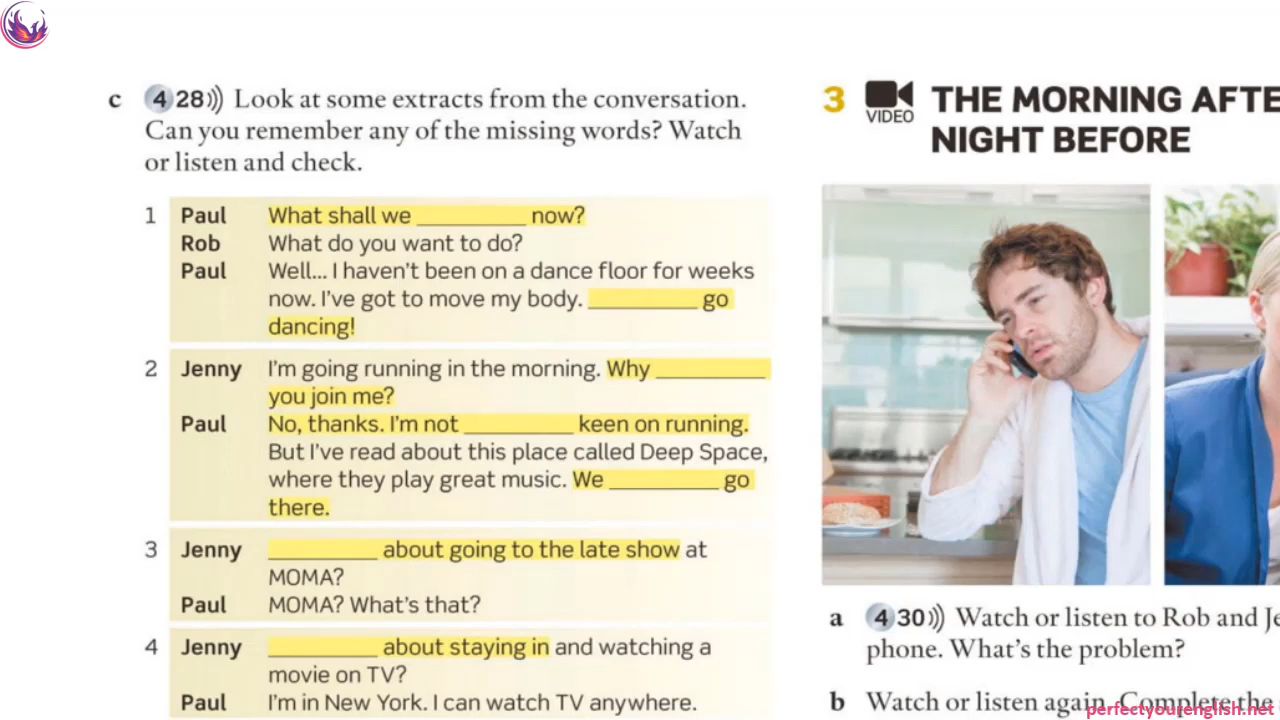 c 4 28))) Look at some extracts from the conversation.
Can you remember any of the missing words? Watch
or listen and check.
1 Paul What shall we __________ now?
Rob What do you want to do?
Paul Well... I haven't been on a dance floor for weeks
now. I've got to move my body. __________ go
dancing!
2 Jenny I'm going running in the morning. Why __________
you join me?
Paul No, thanks. I'm not __________ keen on running.
But I've read about this place called Deep Space,
where they play great music. We __________ go
there.
3 Jenny __________ about going to the late show at
MOMA?
Paul MOMA? What's that?
4 Jenny __________ about staying in and watching a
movie on TV?
Paul I'm in New York. I can watch TV anywhere.
3 VIDEO THE MORNING AFTE
NIGHT BEFORE
a 4 30))) Watch or listen to Rob and Je
phone. What's the problem?
b Watch or listen again. Complete the
perfectyourenglish.net